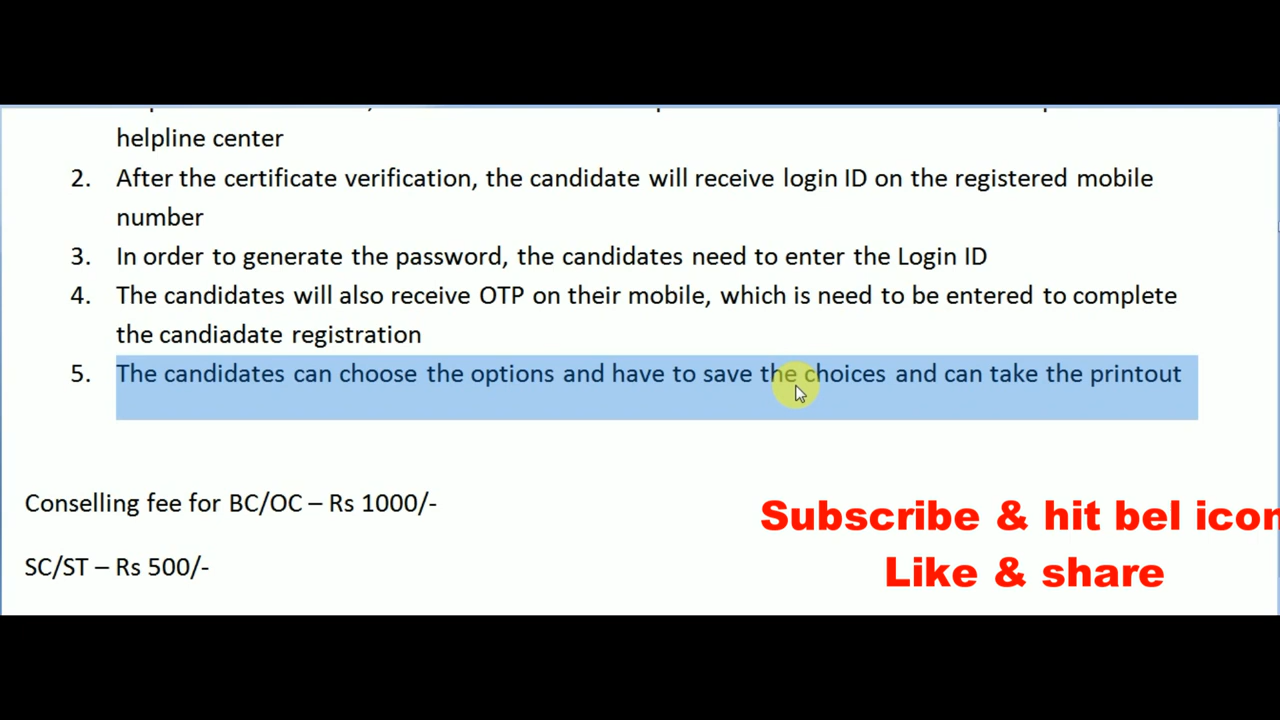 helpline center
2. After the certificate verification, the candidate will receive login ID on the registered mobile
number
3. In order to generate the password, the candidates need to enter the Login ID
4. The candidates will also receive OTP on their mobile, which is need to be entered to complete
the candiadate registration
5. The candidates can choose the options and have to save the choices and can take the printout
Conselling fee for BC/OC – Rs 1000/-
SC/ST – Rs 500/-
Subscribe & hit bel icon
Like & share